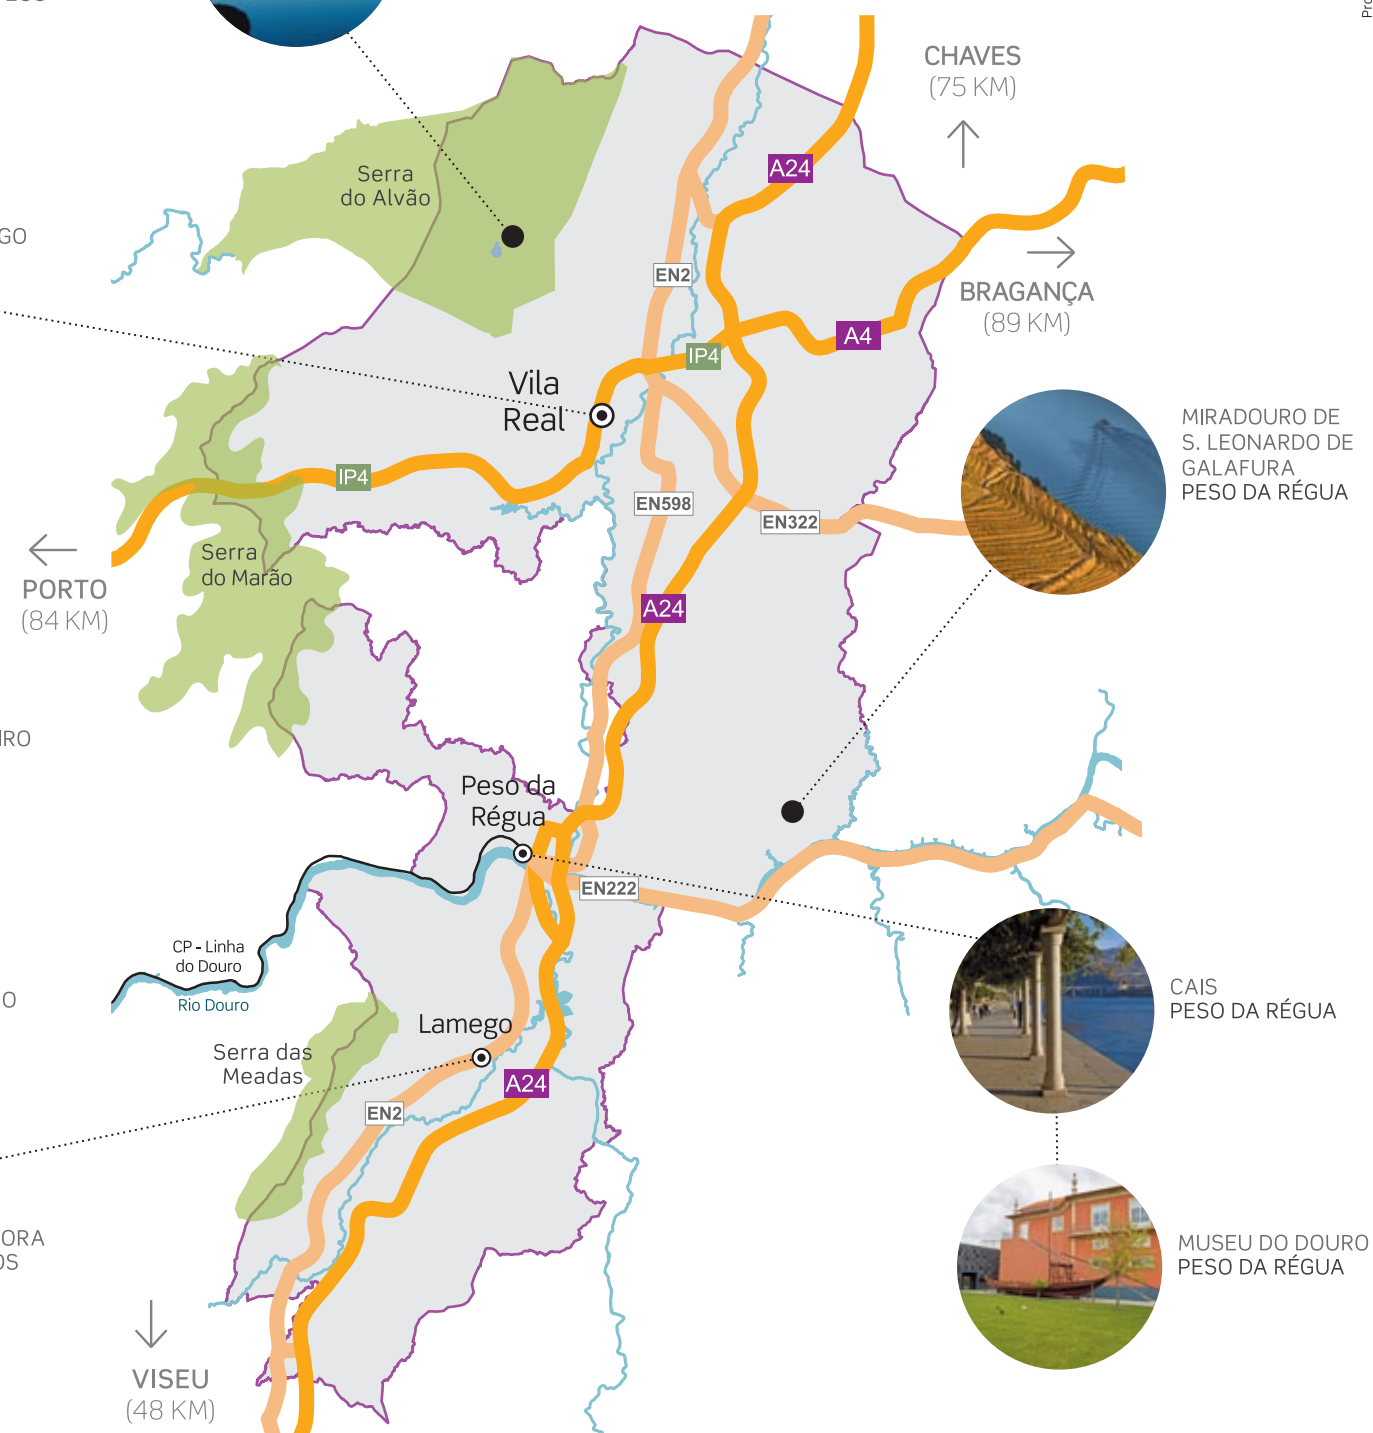 CHAVES
(75 KM)
A24
Serra
do Alvão
GO
EN2
BRAGANÇA
(89 KM)
A4
IP4
Vila
Real
MIRADOURO DE
S. LEONARDO DE
GALAFURA
PESO DA RÉGUA
IP4
EN598
EN322
Serra
do Marão
PORTO
(84 KM)
A24
IRO
Peso da
Régua
EN222
CP - Linha
do Douro
Rio Douro
O
CAIS
PESO DA RÉGUA
Lamego
Serra das
Meadas
A24
EN2
ORA
OS
MUSEU DO DOURO
PESO DA RÉGUA
VISEU
(48 KM)